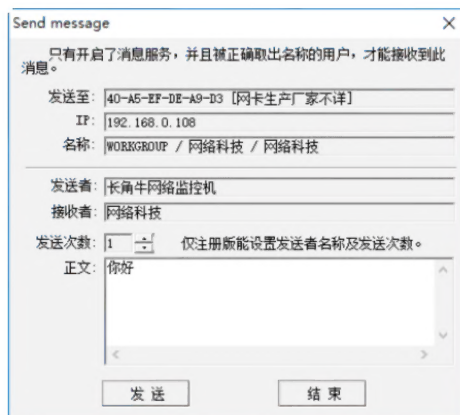 Send message
只有开启了消息服务，并且被正确取出名称的用户，才能接收到此
消息。
发送至: 40-A5-EF-DE-A9-D3 [网卡生产厂家不详]
IP: 192.168.0.108
名称: WORKGROUP / 网络科技 / 网络科技
发送者: 长角牛网络监控机
接收者: 网络科技
发送次数: 1 仅注册版能设置发送者名称及发送次数。
正文: 你好
发 送 结 束